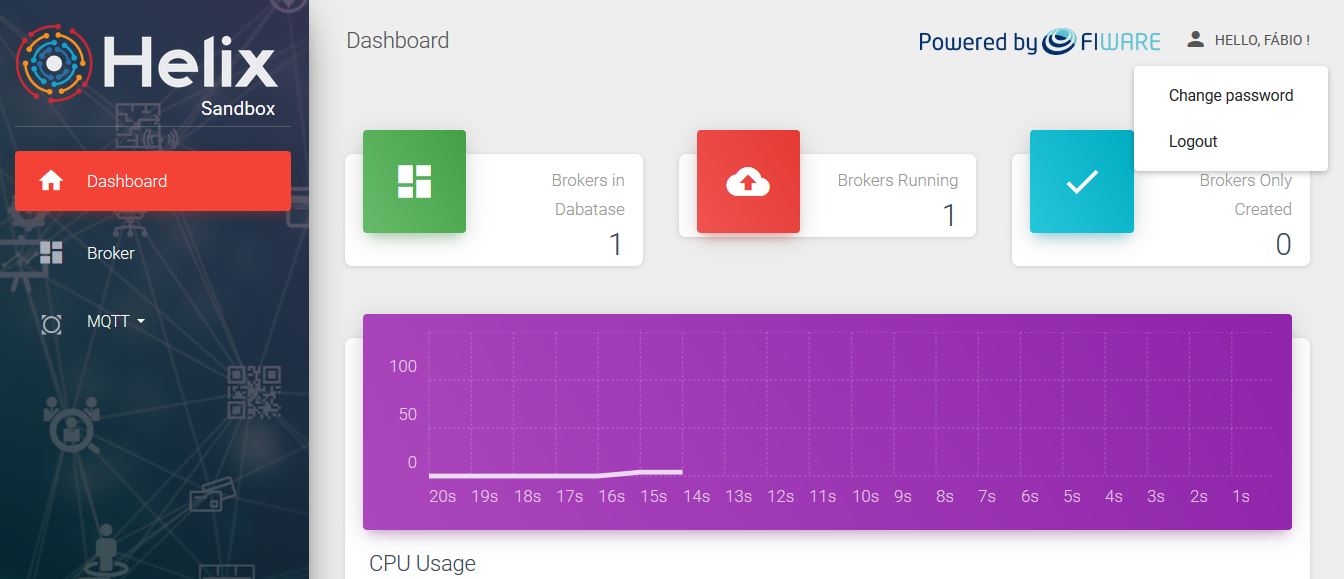 Helix
Sandbox
Dashboard
Broker
MQTT
Dashboard
Powered by FIWARE
HELLO, FÁBIO !
Change password
Logout
Brokers in
Dabatase
1
Brokers Running
1
Brokers Only
Created
0
100
50
0
20s 19s 18s 17s 16s 15s 14s 13s 12s 11s 10s 9s 8s 7s 6s 5s 4s 3s 2s 1s
CPU Usage